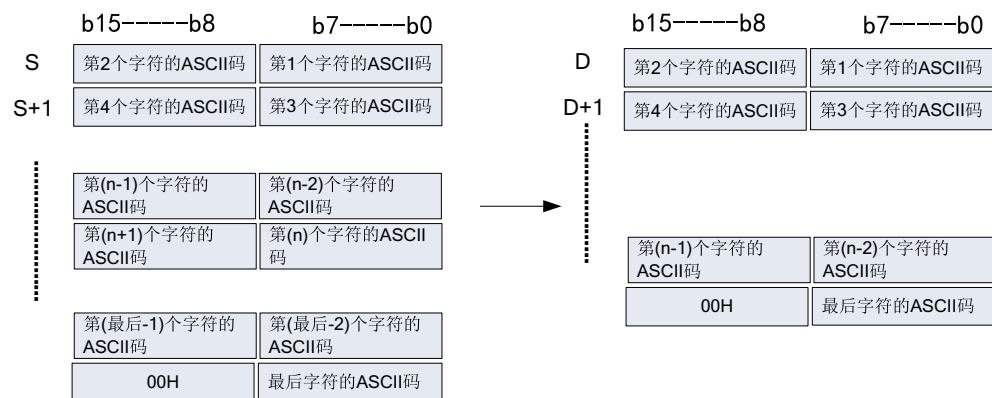 b15-----b8 b7-----b0
S 第2个字符的ASCII码 第1个字符的ASCII码
S+1 第4个字符的ASCII码 第3个字符的ASCII码
第(n-1)个字符的 第(n-2)个字符的
ASCII码 ASCII码
第(n+1)个字符的 第(n)个字符的ASCII
ASCII码 码
第(最后-1)个字符的 第(最后-2)个字符的
ASCII码 ASCII码
00H 最后字符的ASCII码
b15-----b8 b7-----b0
D 第2个字符的ASCII码 第1个字符的ASCII码
D+1 第4个字符的ASCII码 第3个字符的ASCII码
第(n-1)个字符的 第(n-2)个字符的
ASCII码 ASCII码
00H 最后字符的ASCII码